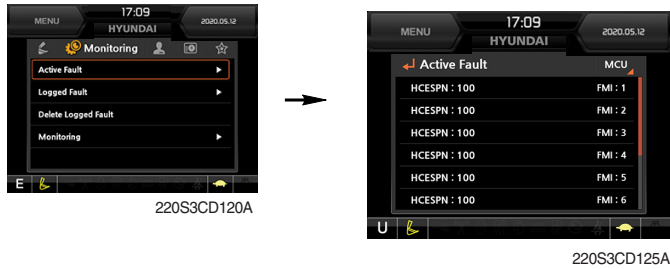 MENU
17:09
HYUNDAI
2020.05.12
Monitoring
Active Fault
Logged Fault
Delete Logged Fault
Monitoring
E
220S3CD120A
MENU
17:09
HYUNDAI
2020.05.12
Active Fault MCU
HCESPN : 100 FMI : 1
HCESPN : 100 FMI : 2
HCESPN : 100 FMI : 3
HCESPN : 100 FMI : 4
HCESPN : 100 FMI : 5
HCESPN : 100 FMI : 6
U
220S3CD125A